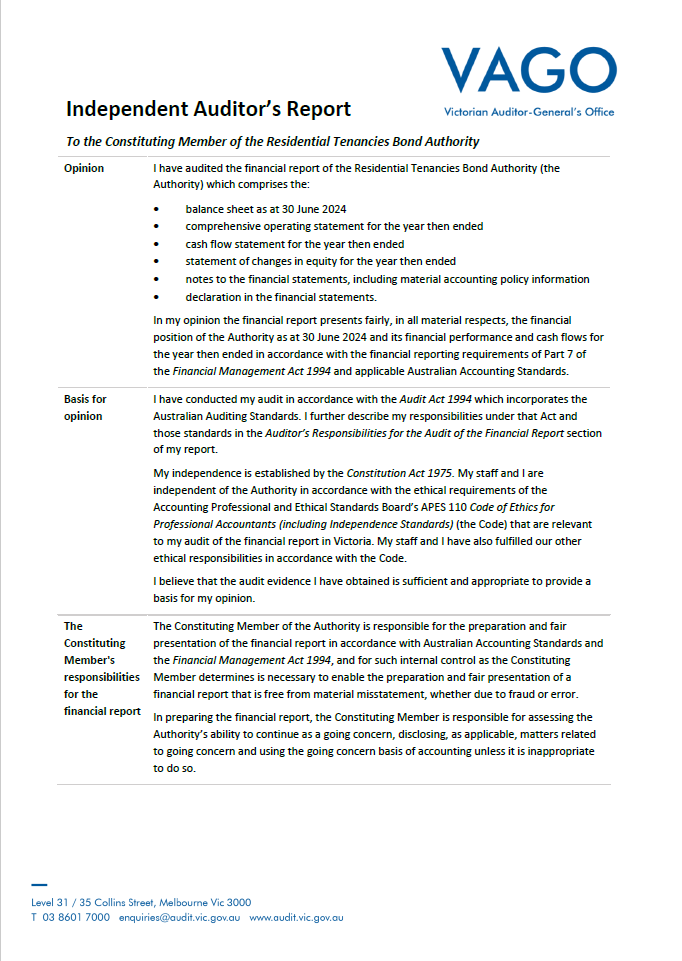 VAGO
Victorian Auditor-General's Office
Independent Auditor's Report
To the Constituting Member of the Residential Tenancies Bond Authority
Opinion
I have audited the financial report of the Residential Tenancies Bond Authority (the
Authority) which comprises the:
• balance sheet as at 30 June 2024
• comprehensive operating statement for the year then ended
• cash flow statement for the year then ended
• statement of changes in equity for the year then ended
• notes to the financial statements, including material accounting policy information
• declaration in the financial statements.
In my opinion the financial report presents fairly, in all material respects, the financial
position of the Authority as at 30 June 2024 and its financial performance and cash flows for
the year then ended in accordance with the financial reporting requirements of Part 7 of
the Financial Management Act 1994 and applicable Australian Accounting Standards.
Basis for
opinion
I have conducted my audit in accordance with the Audit Act 1994 which incorporates the
Australian Auditing Standards. I further describe my responsibilities under that Act and
those standards in the Auditor's Responsibilities for the Audit of the Financial Report section
of my report.
My independence is established by the Constitution Act 1975. My staff and I are
independent of the Authority in accordance with the ethical requirements of the
Accounting Professional and Ethical Standards Board's APES 110 Code of Ethics for
Professional Accountants (including Independence Standards) (the Code) that are relevant
to my audit of the financial report in Victoria. My staff and I have also fulfilled our other
ethical responsibilities in accordance with the Code.
I believe that the audit evidence I have obtained is sufficient and appropriate to provide a
basis for my opinion.
The
Constituting
Member's
responsibilities
for the
financial report
The Constituting Member of the Authority is responsible for the preparation and fair
presentation of the financial report in accordance with Australian Accounting Standards and
the Financial Management Act 1994, and for such internal control as the Constituting
Member determines is necessary to enable the preparation and fair presentation of a
financial report that is free from material misstatement, whether due to fraud or error.
In preparing the financial report, the Constituting Member is responsible for assessing the
Authority's ability to continue as a going concern, disclosing, as applicable, matters related
to going concern and using the going concern basis of accounting unless it is inappropriate
to do so.
Level 31 / 35 Collins Street, Melbourne Vic 3000
T 03 8601 7000 enquiries@audit.vic.gov.au www.audit.vic.gov.au